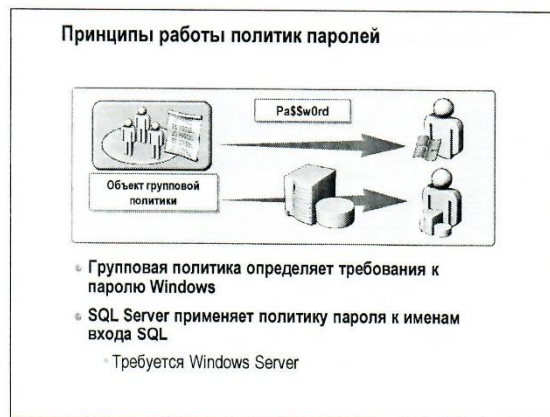 Принципы работы политик паролей
Pa$$w0rd
Объект групповой
политики
Групповая политика определяет требования к
паролю Windows
SQL Server применяет политику пароля к именам
входа SQL
Требуется Windows Server